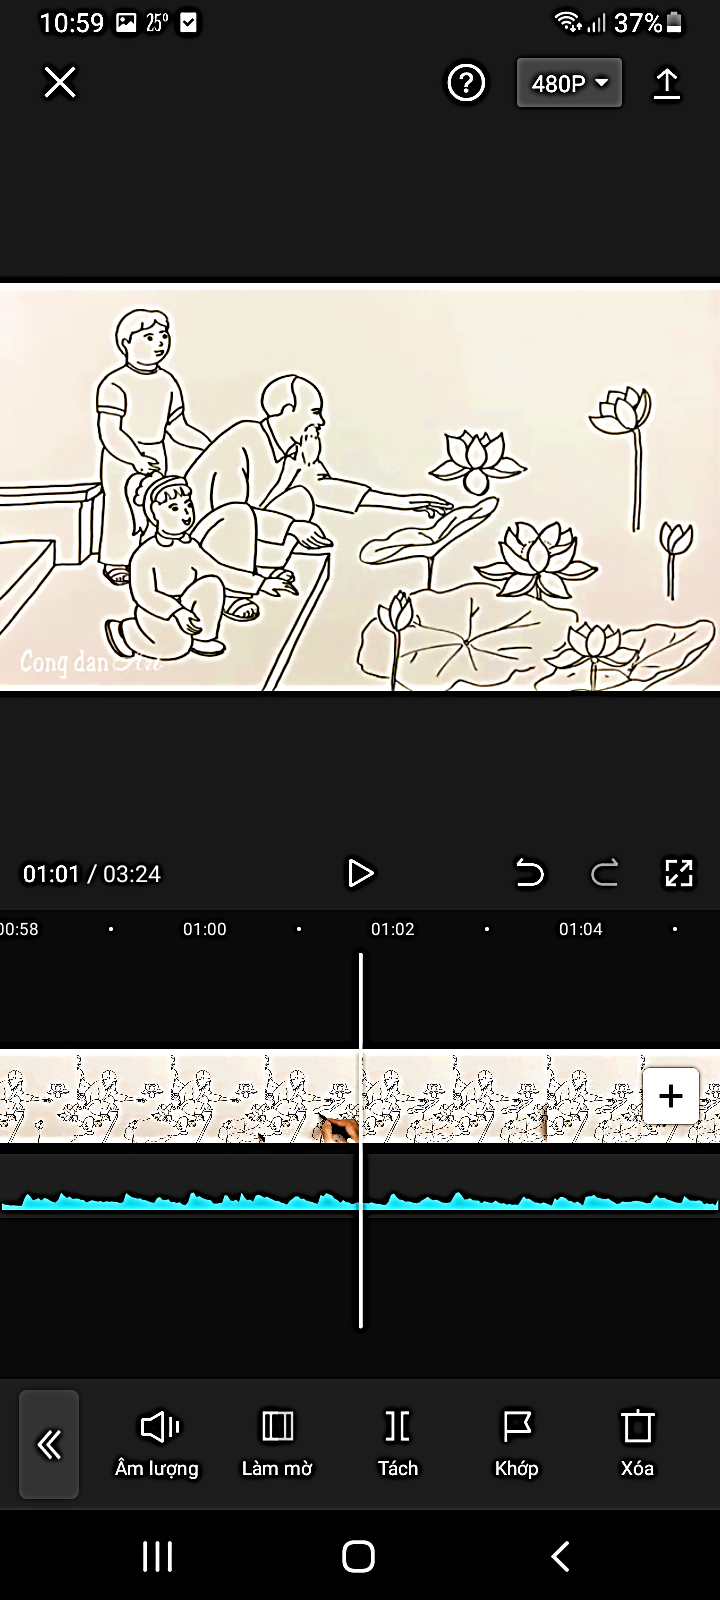 10:59 25° 37%
480P
Cong dan
01:01 / 03:24
00:58 01:00 01:02 01:04
Âm lượng Làm mờ Tách Khớp Xóa